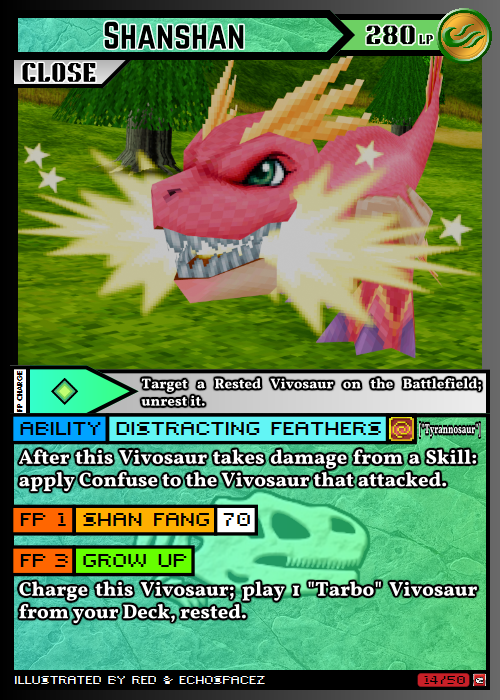 SHANSHAN
280 LP
CLOSE
FP CHARGE
Target a Rested Vivosaur on the Battlefield;
unrest it.
ABILITY DISTRACTING FEATHERS ["Tyrannosaur"]
After this Vivosaur takes damage from a Skill:
apply Confuse to the Vivosaur that attacked.
FP 1 SHAN FANG 70
FP 3 GROW UP
Charge this Vivosaur; play 1 "Tarbo" Vivosaur
from your Deck, rested.
ILLUSTRATED BY RED & ECHOSPACEZ
14/50